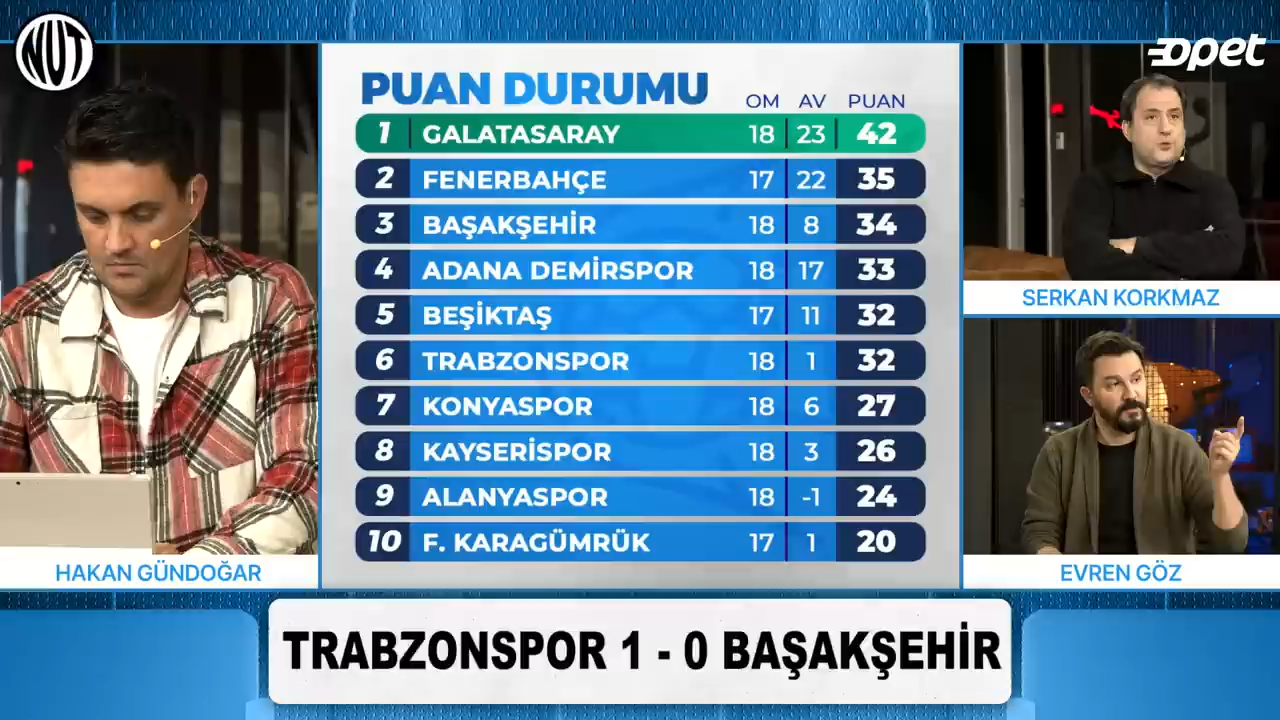 NUT
opet
PUAN DURUMU
OM AV PUAN
1 GALATASARAY 18 23 42
2 FENERBAHÇE 17 22 35
3 BAŞAKŞEHİR 18 8 34
4 ADANA DEMİRSPOR 18 17 33
5 BEŞİKTAŞ 17 11 32
6 TRABZONSPOR 18 1 32
7 KONYASPOR 18 6 27
8 KAYSERİSPOR 18 3 26
9 ALANYASPOR 18 -1 24
10 F. KARAGÜMRÜK 17 1 20
HAKAN GÜNDOĞAR
SERKAN KORKMAZ
EVREN GÖZ
TRABZONSPOR 1 - 0 BAŞAKŞEHİR